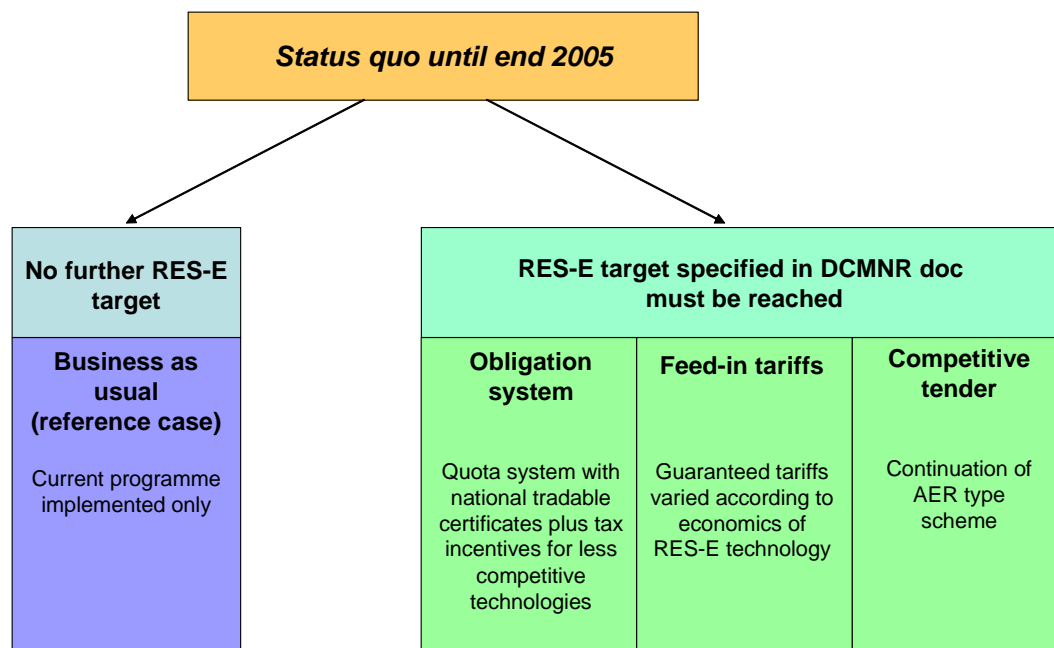 Status quo until end 2005
No further RES-E
target
RES-E target specified in DCMNR doc
must be reached
Business as
usual
(reference case)
Current programme
implemented only
Obligation
system
Quota system with
national tradable
certificates plus tax
incentives for less
competitive
technologies
Feed-in tariffs
Guaranteed tariffs
varied according to
economics of
RES-E technology
Competitive
tender
Continuation of
AER type
scheme